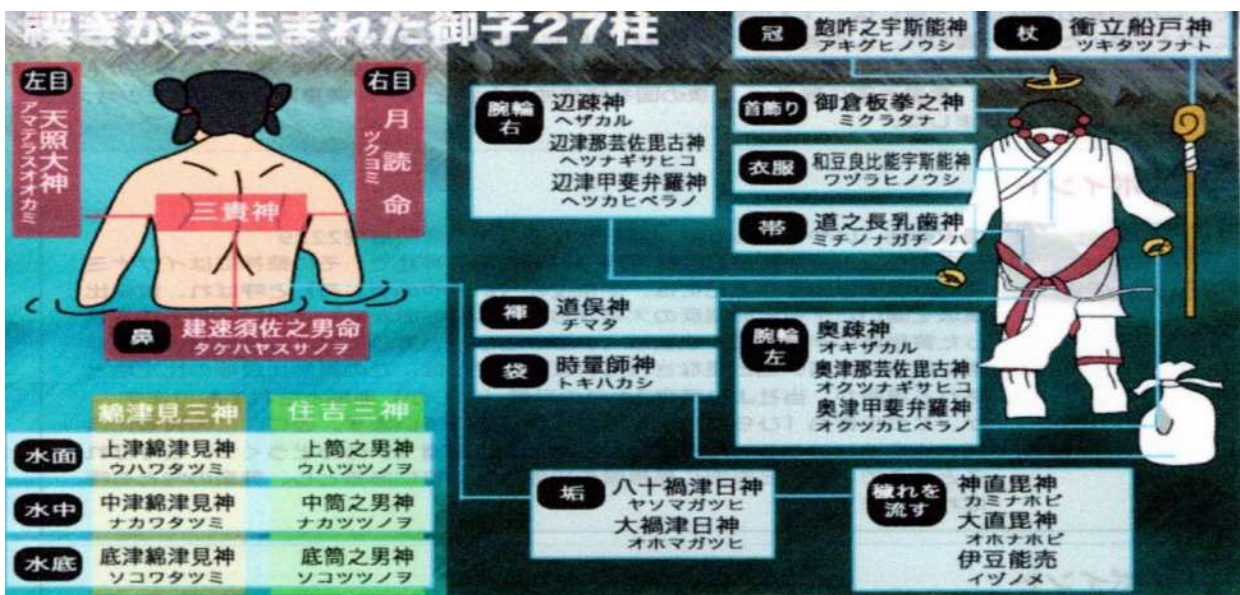 禊ぎから生まれた御子27柱
左目
天照大神
アマテラスオオカミ
右目
月読命
ツクヨミ
三貴神
鼻
建速須佐之男命
タケハヤスサノヲ
綿津見三神
住吉三神
水面
上津綿津見神
ウハワタツミ
上筒之男神
ウハツツノヲ
水中
中津綿津見神
ナカワタツミ
中筒之男神
ナカツツノヲ
水底
底津綿津見神
ソコワタツミ
底筒之男神
ソコツツノヲ
冠
飽咋之宇斯能神
アキグヒノウシ
杖
衝立船戸神
ツキタツフナト
腕輪
右
辺疎神
ヘザカル
辺津那芸佐毘古神
ヘツナギサヒコ
辺津甲斐弁羅神
ヘツカヒベラノ
首飾り
御倉板挙之神
ミクラタナ
衣服
和豆良比能宇斯能神
ワヅラヒノウシ
帯
道之長乳歯神
ミチノナガチノハ
褌
道俣神
チマタ
袋
時量師神
トキハカシ
腕輪
左
奥疎神
オキザカル
奥津那芸佐毘古神
オクツナギサヒコ
奥津甲斐弁羅神
オクツカヒベラノ
垢
八十禍津日神
ヤソマガツヒ
大禍津日神
オホマガツヒ
穢れを
流す
神直毘神
カミナホビ
大直毘神
オホナホビ
伊豆能売
イヅノメ